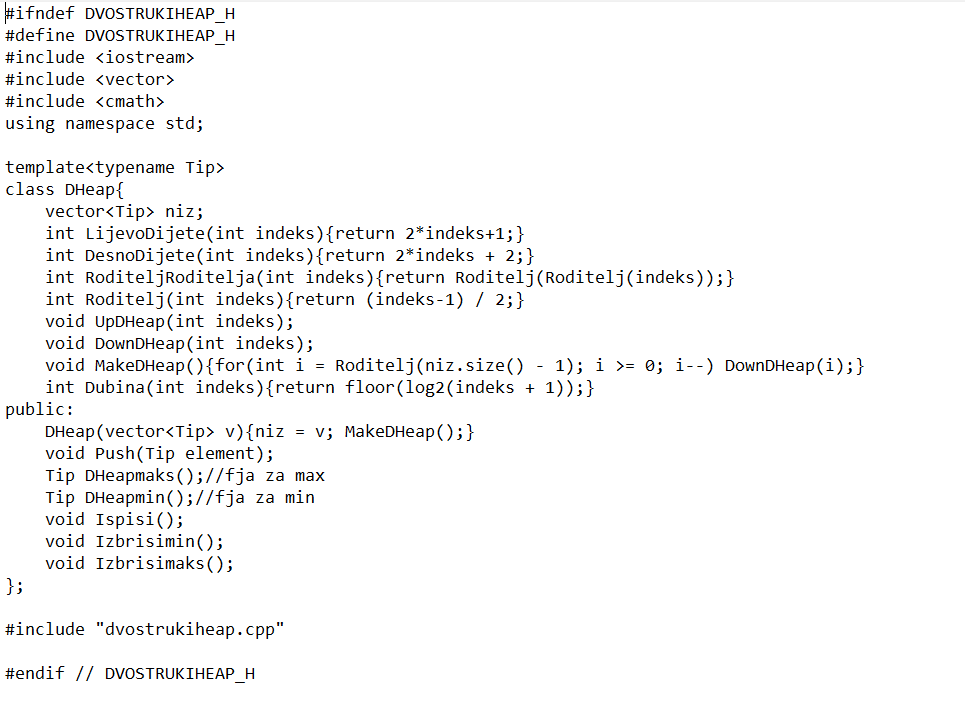 #ifndef DVOSTRUKIHEAP_H
#define DVOSTRUKIHEAP_H
#include <iostream>
#include <vector>
#include <cmath>
using namespace std;

template<typename Tip>
class DHeap{
    vector<Tip> niz;
    int LijevoDijete(int indeks){return 2*indeks+1;}
    int DesnoDijete(int indeks){return 2*indeks + 2;}
    int RoditeljRoditelja(int indeks){return Roditelj(Roditelj(indeks));}
    int Roditelj(int indeks){return (indeks-1) / 2;}
    void UpDHeap(int indeks);
    void DownDHeap(int indeks);
    void MakeDHeap(){for(int i = Roditelj(niz.size() - 1); i >= 0; i--) DownDHeap(i);}
    int Dubina(int indeks){return floor(log2(indeks + 1));}
public:
    DHeap(vector<Tip> v){niz = v; MakeDHeap();}
    void Push(Tip element);
    Tip DHeapmaks();//fja za max
    Tip DHeapmin();//fja za min
    void Ispisi();
    void Izbrisimin();
    void Izbrisimaks();
};

#include "dvostrukiheap.cpp"

#endif // DVOSTRUKIHEAP_H